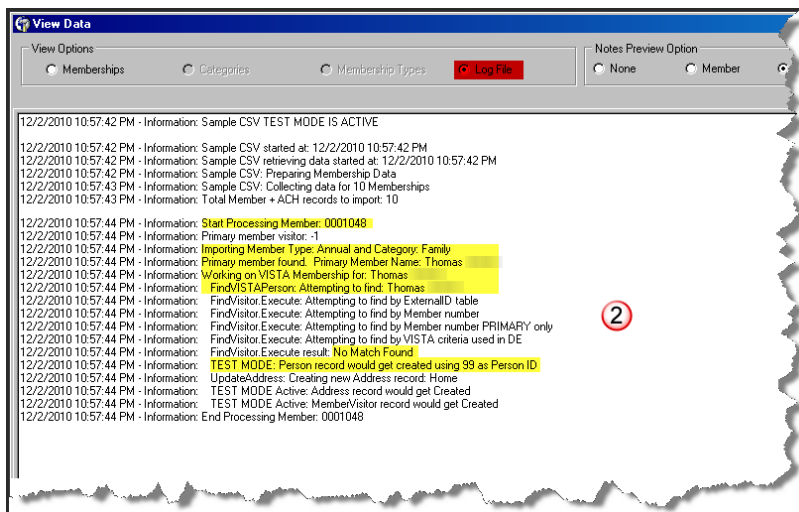 View Data
View Options
Notes Preview Option
Memberships Categories Membership Types Log File None Member
12/2/2010 10:57:42 PM - Information: Sample CSV TEST MODE IS ACTIVE
12/2/2010 10:57:42 PM - Information: Sample CSV started at: 12/2/2010 10:57:42 PM
12/2/2010 10:57:42 PM - Information: Sample CSV retrieving data started at: 12/2/2010 10:57:42 PM
12/2/2010 10:57:42 PM - Information: Sample CSV: Preparing Membership Data
12/2/2010 10:57:43 PM - Information: Sample CSV: Collecting data for 10 Memberships
12/2/2010 10:57:43 PM - Information: Total Member + ACH records to import: 10
12/2/2010 10:57:44 PM - Information: Start Processing Member: 0001048
12/2/2010 10:57:44 PM - Information: Primary member visitor: -1
12/2/2010 10:57:44 PM - Information: Importing Member Type: Annual and Category: Family
12/2/2010 10:57:44 PM - Information: Primary member found. Primary Member Name: Thomas
12/2/2010 10:57:44 PM - Information: Working on VISTA Membership for: Thomas
12/2/2010 10:57:44 PM - Information: FindVISTAPerson: Attempting to find: Thomas
12/2/2010 10:57:44 PM - Information: FindVisitor.Execute: Attempting to find by ExternalID table
12/2/2010 10:57:44 PM - Information: FindVisitor.Execute: Attempting to find by Member number
12/2/2010 10:57:44 PM - Information: FindVisitor.Execute: Attempting to find by Member number PRIMARY only
12/2/2010 10:57:44 PM - Information: FindVisitor.Execute: Attempting to find by VISTA criteria used in DE
12/2/2010 10:57:44 PM - Information: FindVisitor.Execute result: No Match Found
12/2/2010 10:57:44 PM - Information: TEST MODE: Person record would get created using 99 as Person ID
12/2/2010 10:57:44 PM - Information: UpdateAddress: Creating new Address record: Home
12/2/2010 10:57:44 PM - Information: TEST MODE Active: Address record would get Created
12/2/2010 10:57:44 PM - Information: TEST MODE Active: MemberVisitor record would get Created
12/2/2010 10:57:44 PM - Information: End Processing Member: 0001048
2